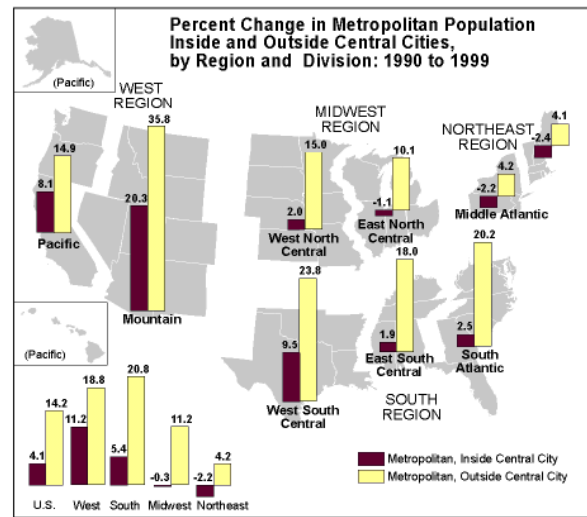 Percent Change in Metropolitan Population
Inside and Outside Central Cities,
by Region and Division: 1990 to 1999
(Pacific)
WEST
REGION
35.8
14.9
8.1
20.3
Pacific
Mountain
MIDWEST
REGION
15.0
2.0
West North
Central
10.1
-1.1
East North
Central
NORTHEAST
REGION
4.1
-2.4
4.2
-2.2
Middle Atlantic
23.8
9.5
West South
Central
18.0
1.9
East South
Central
20.2
2.5
South
Atlantic
SOUTH
REGION
(Pacific)
4.1
14.2
11.2
18.8
5.4
20.8
-0.3
11.2
-2.2
4.2
U.S.
West
South
Midwest
Northeast
Metropolitan, Inside Central City
Metropolitan, Outside Central City